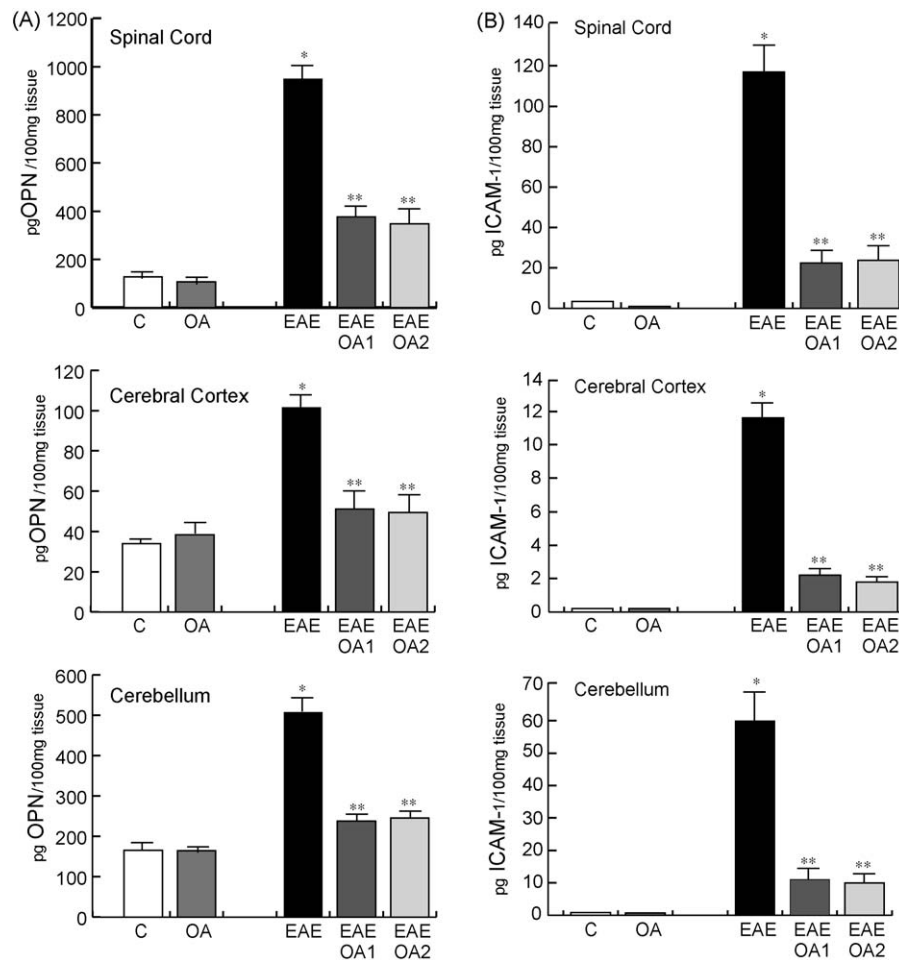 (A)
pgOPN /100mg tissue
1200
1000
800
600
400
200
0
Spinal Cord
*
**
**
C OA EAE EAE EAE
OA1 OA2
pgOPN /100mg tissue
120
100
80
60
40
20
0
Cerebral Cortex
*
**
**
C OA EAE EAE EAE
OA1 OA2
pg OPN/100mg tissue
600
500
400
300
200
100
0
Cerebellum
*
**
**
C OA EAE EAE EAE
OA1 OA2
(B)
pg ICAM-1/100mg tissue
140
120
100
80
60
40
20
0
Spinal Cord
*
**
**
C OA EAE EAE EAE
OA1 OA2
pg ICAM-1/100mg tissue
14
12
10
8
6
4
2
0
Cerebral Cortex
*
**
**
C OA EAE EAE EAE
OA1 OA2
pg ICAM-1/100mg tissue
70
60
50
40
30
20
10
0
Cerebellum
*
**
**
C OA EAE EAE EAE
OA1 OA2